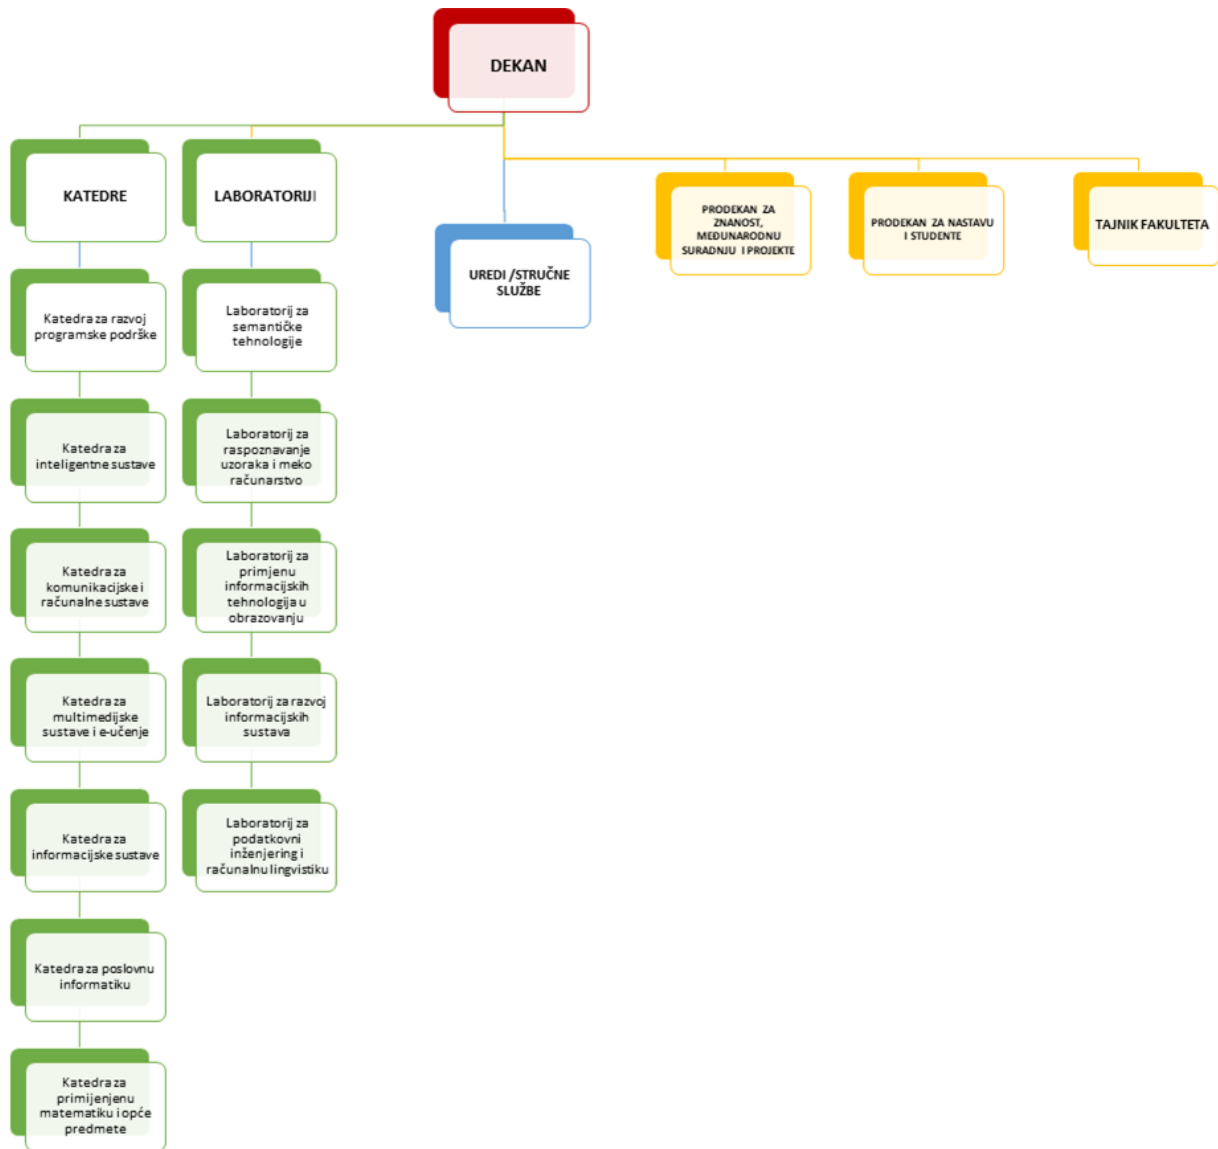 DEKAN
KATEDRE
LABORATORIJI
UREDI /STRUČNE
SLUŽBE
PRODEKAN ZA
ZNANOST,
MEĐUNARODNU
SURADNJU I PROJEKTE
PRODEKAN ZA NASTAVU
I STUDENTE
TAJNIK FAKULTETA
Katedra za razvoj
programske podrške
Katedra za
inteligentne sustave
Katedra za
komunikacijske i
računalne sustave
Katedra za
multimedijske
sustave i e-učenje
Katedra za
informacijske sustave
Katedra za poslovnu
informatiku
Katedra za
primijenjenu
matematiku i opće
predmete
Laboratorij za
semantičke
tehnologije
Laboratorij za
raspoznavanje
uzoraka i meko
računarstvo
Laboratorij za
primjenu
informacijskih
tehnologija u
obrazovanju
Laboratorij za razvoj
informacijskih
sustava
Laboratorij za
podatkovni
inženjering i
računalnu lingvistiku